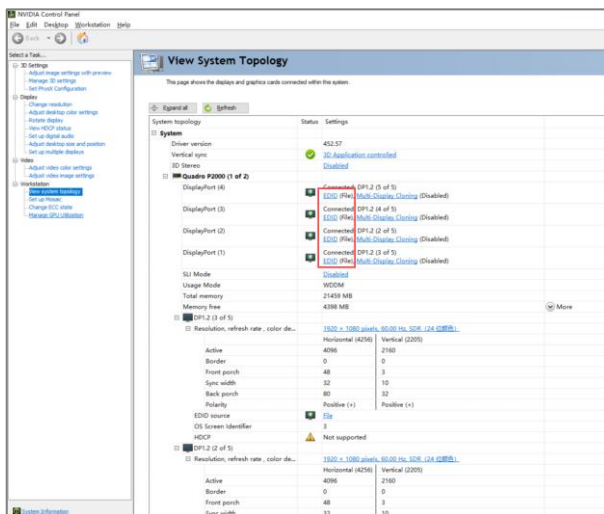 NVIDIA Control Panel
File Edit Desktop Workstation Help
Back
Select a Task...
3D Settings
Adjust image settings with preview
Manage 3D settings
Set PhysX Configuration
Display
Change resolution
Adjust desktop color settings
Rotate display
View HDCP status
Set up digital audio
Adjust desktop size and position
Set up multiple displays
Video
Adjust video color settings
Adjust video image settings
Workstation
View system topology
Set up Mosaic
Change ECC state
Manage GPU Utilization
System Information
View System Topology
This page shows the displays and graphics cards connected within this system.
Expand all Refresh
System topology Status Settings
System
Driver version 452.57
Vertical sync 3D Application controlled
3D Stereo Disabled
Quadro P2000 (1 of 2)
DisplayPort (4) Connected, DP1.2 (5 of 5)
EDID (File), Multi-Display Cloning (Disabled)
DisplayPort (3) Connected, DP1.2 (4 of 5)
EDID (File), Multi-Display Cloning (Disabled)
DisplayPort (2) Connected, DP1.2 (2 of 5)
EDID (File), Multi-Display Cloning (Disabled)
DisplayPort (1) Connected, DP1.2 (3 of 5)
EDID (File), Multi-Display Cloning (Disabled)
SLI Mode Disabled
Usage Mode WDDM
Total memory 21459 MB
Memory free 4398 MB More
DP1.2 (3 of 5)
Resolution, refresh rate , color de... 1920 × 1080 pixels, 60.00 Hz, SDR (24 位颜色)
Horizontal (4256) Vertical (2205)
Active 4096 2160
Border 0 0
Front porch 48 3
Sync width 32 10
Back porch 80 32
Polarity Positive (+) Positive (+)
EDID source File
OS Screen Identifier 3
HDCP Not supported
DP1.2 (2 of 5)
Resolution, refresh rate , color de... 1920 × 1080 pixels, 60.00 Hz, SDR (24 位颜色)
Horizontal (4256) Vertical (2205)
Active 4096 2160
Border 0 0
Front porch 48 3
Sync width 32 10